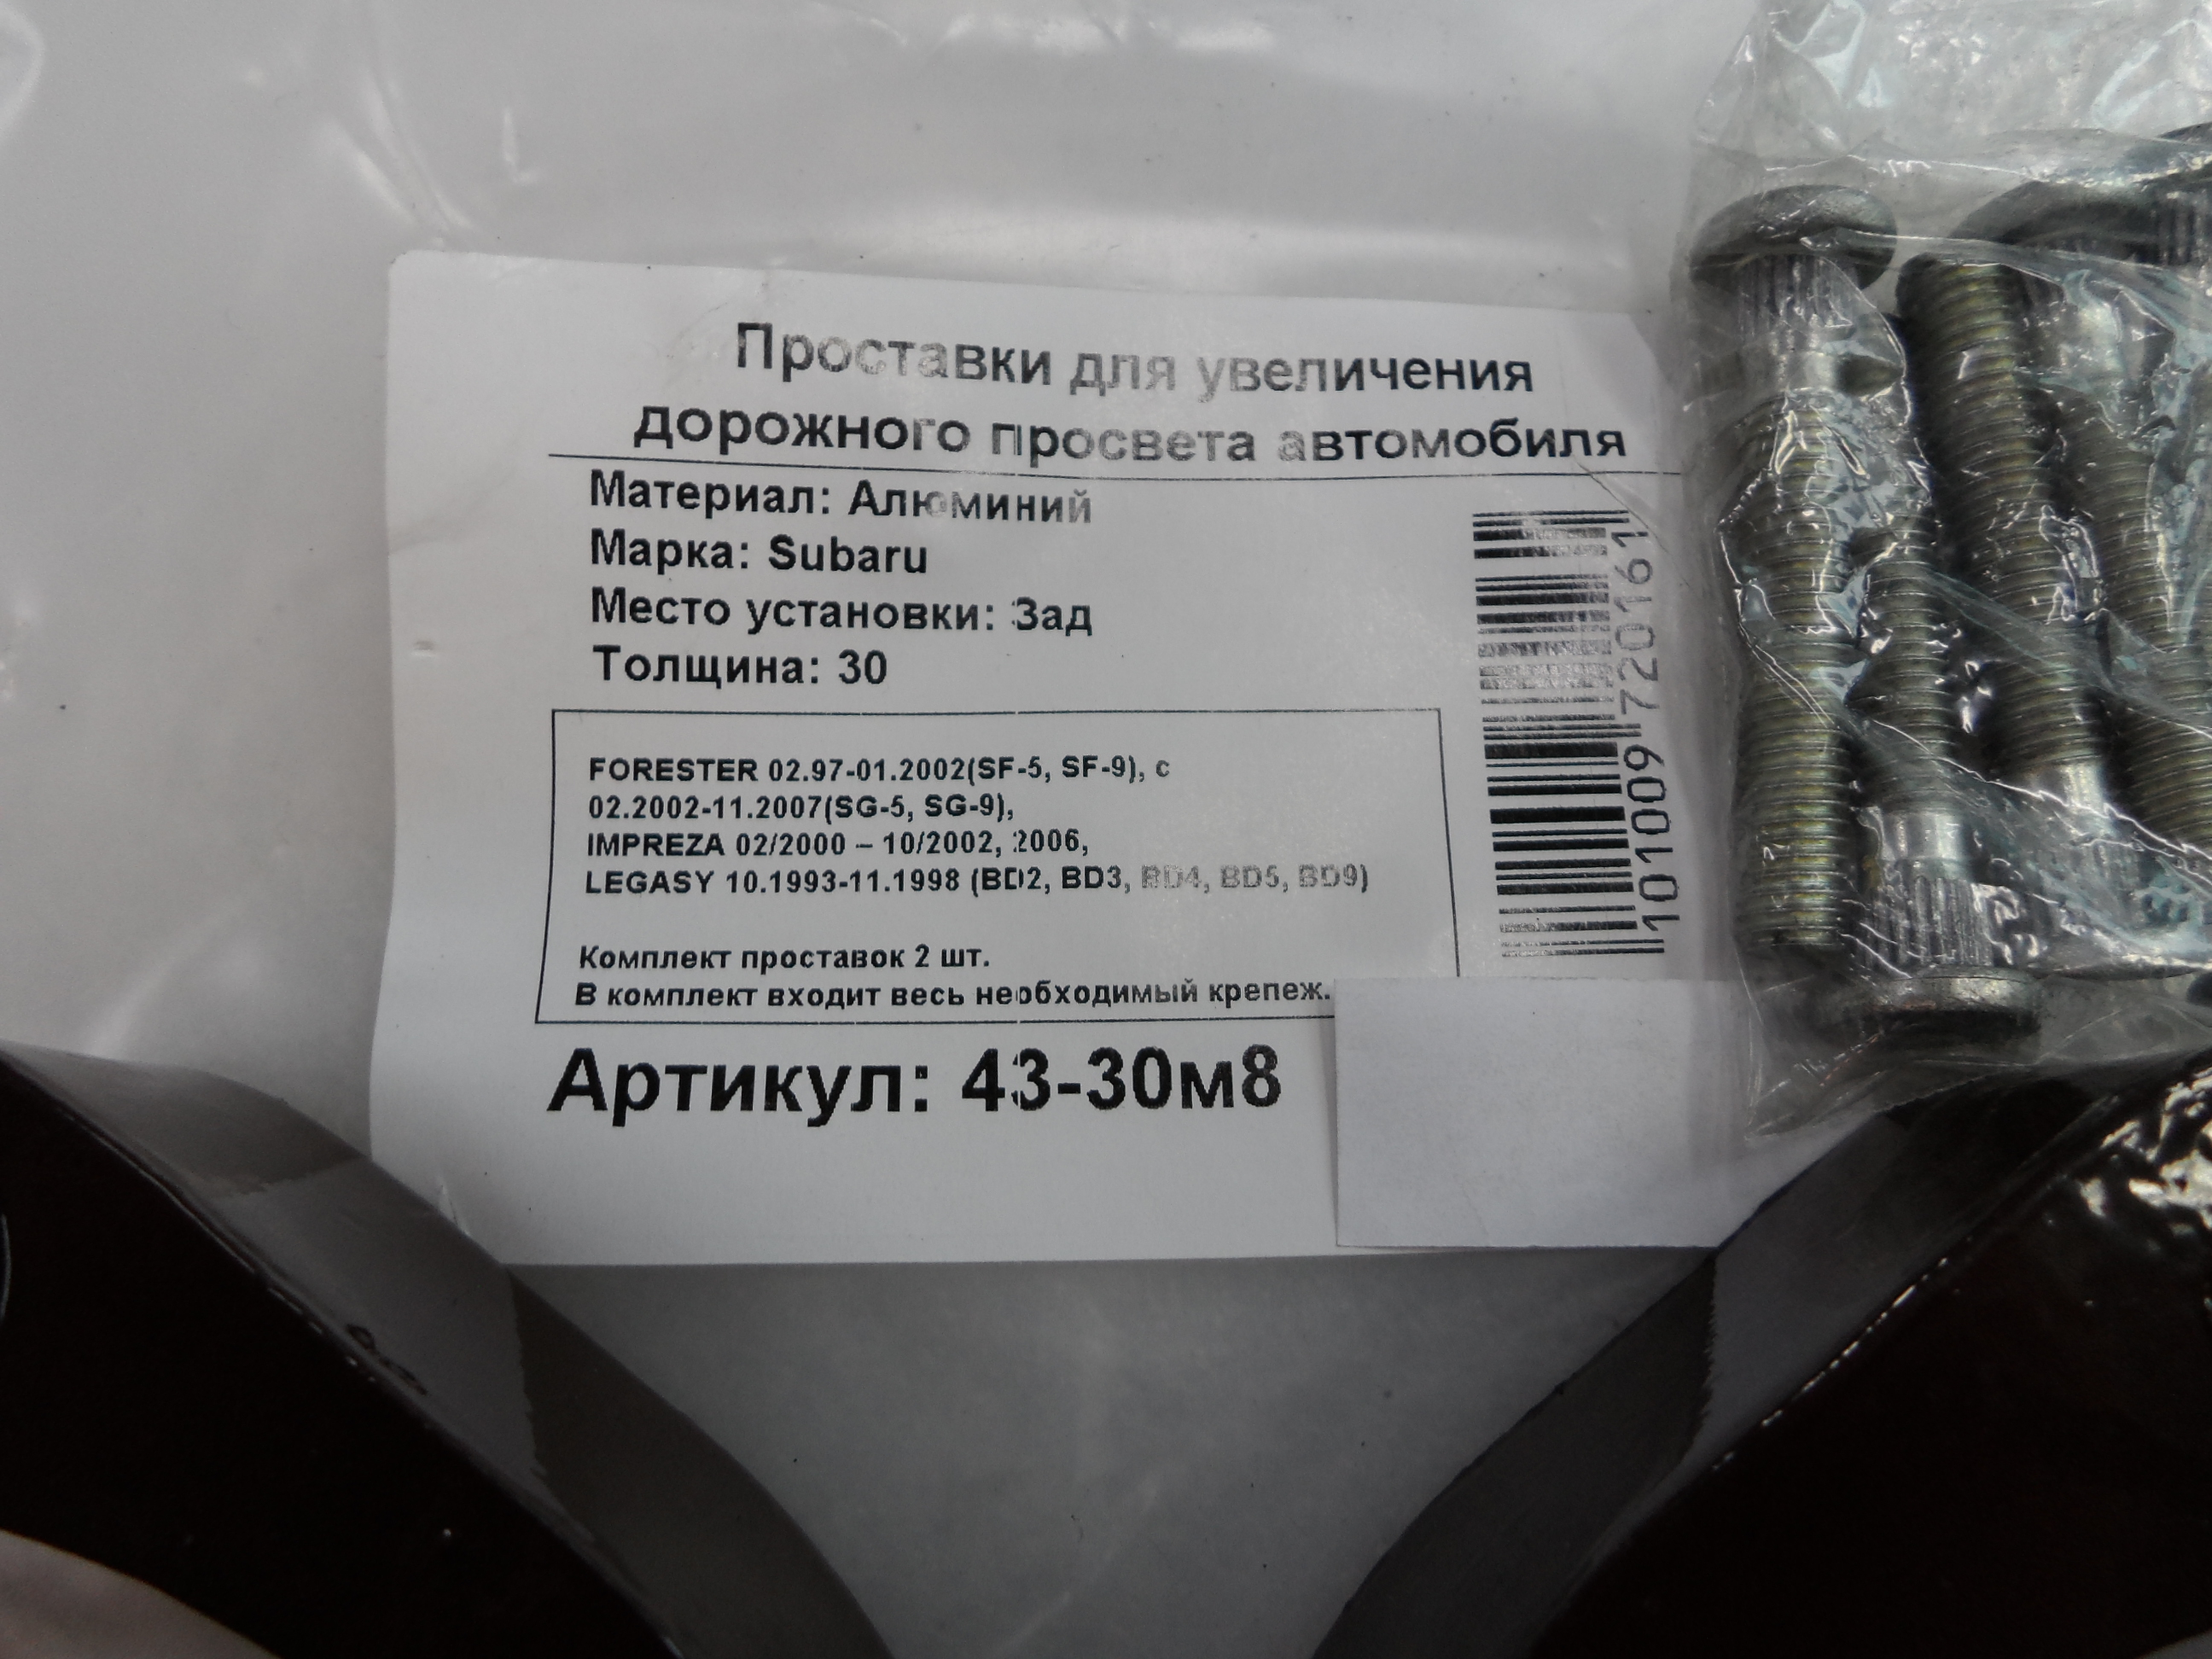 Проставки для увеличения
дорожного просвета автомобиля
Материал: Алюминий
Марка: Subaru
Место установки: Зад
Толщина: 30
FORESTER 02.97-01.2002(SF-5, SF-9), с
02.2002-11.2007(SG-5, SG-9),
IMPREZA 02/2000 – 10/2002, 2006,
LEGASY 10.1993-11.1998 (BD2, BD3, BD4, BD5, BD9)
Комплект проставок 2 шт.
В комплект входит весь необходимый крепеж.
Артикул: 43-30м8
101009720161